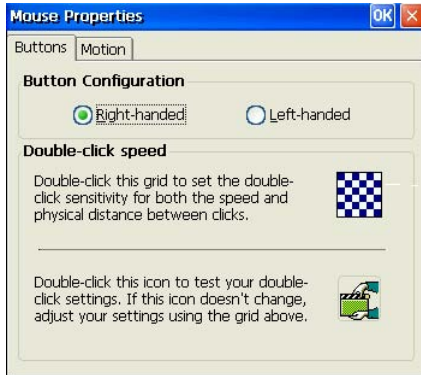 Mouse Properties OK
Buttons Motion
Button Configuration
Right-handed Left-handed
Double-click speed
Double-click this grid to set the double-
click sensitivity for both the speed and
physical distance between clicks.
Double-click this icon to test your double-
click settings. If this icon doesn't change,
adjust your settings using the grid above.